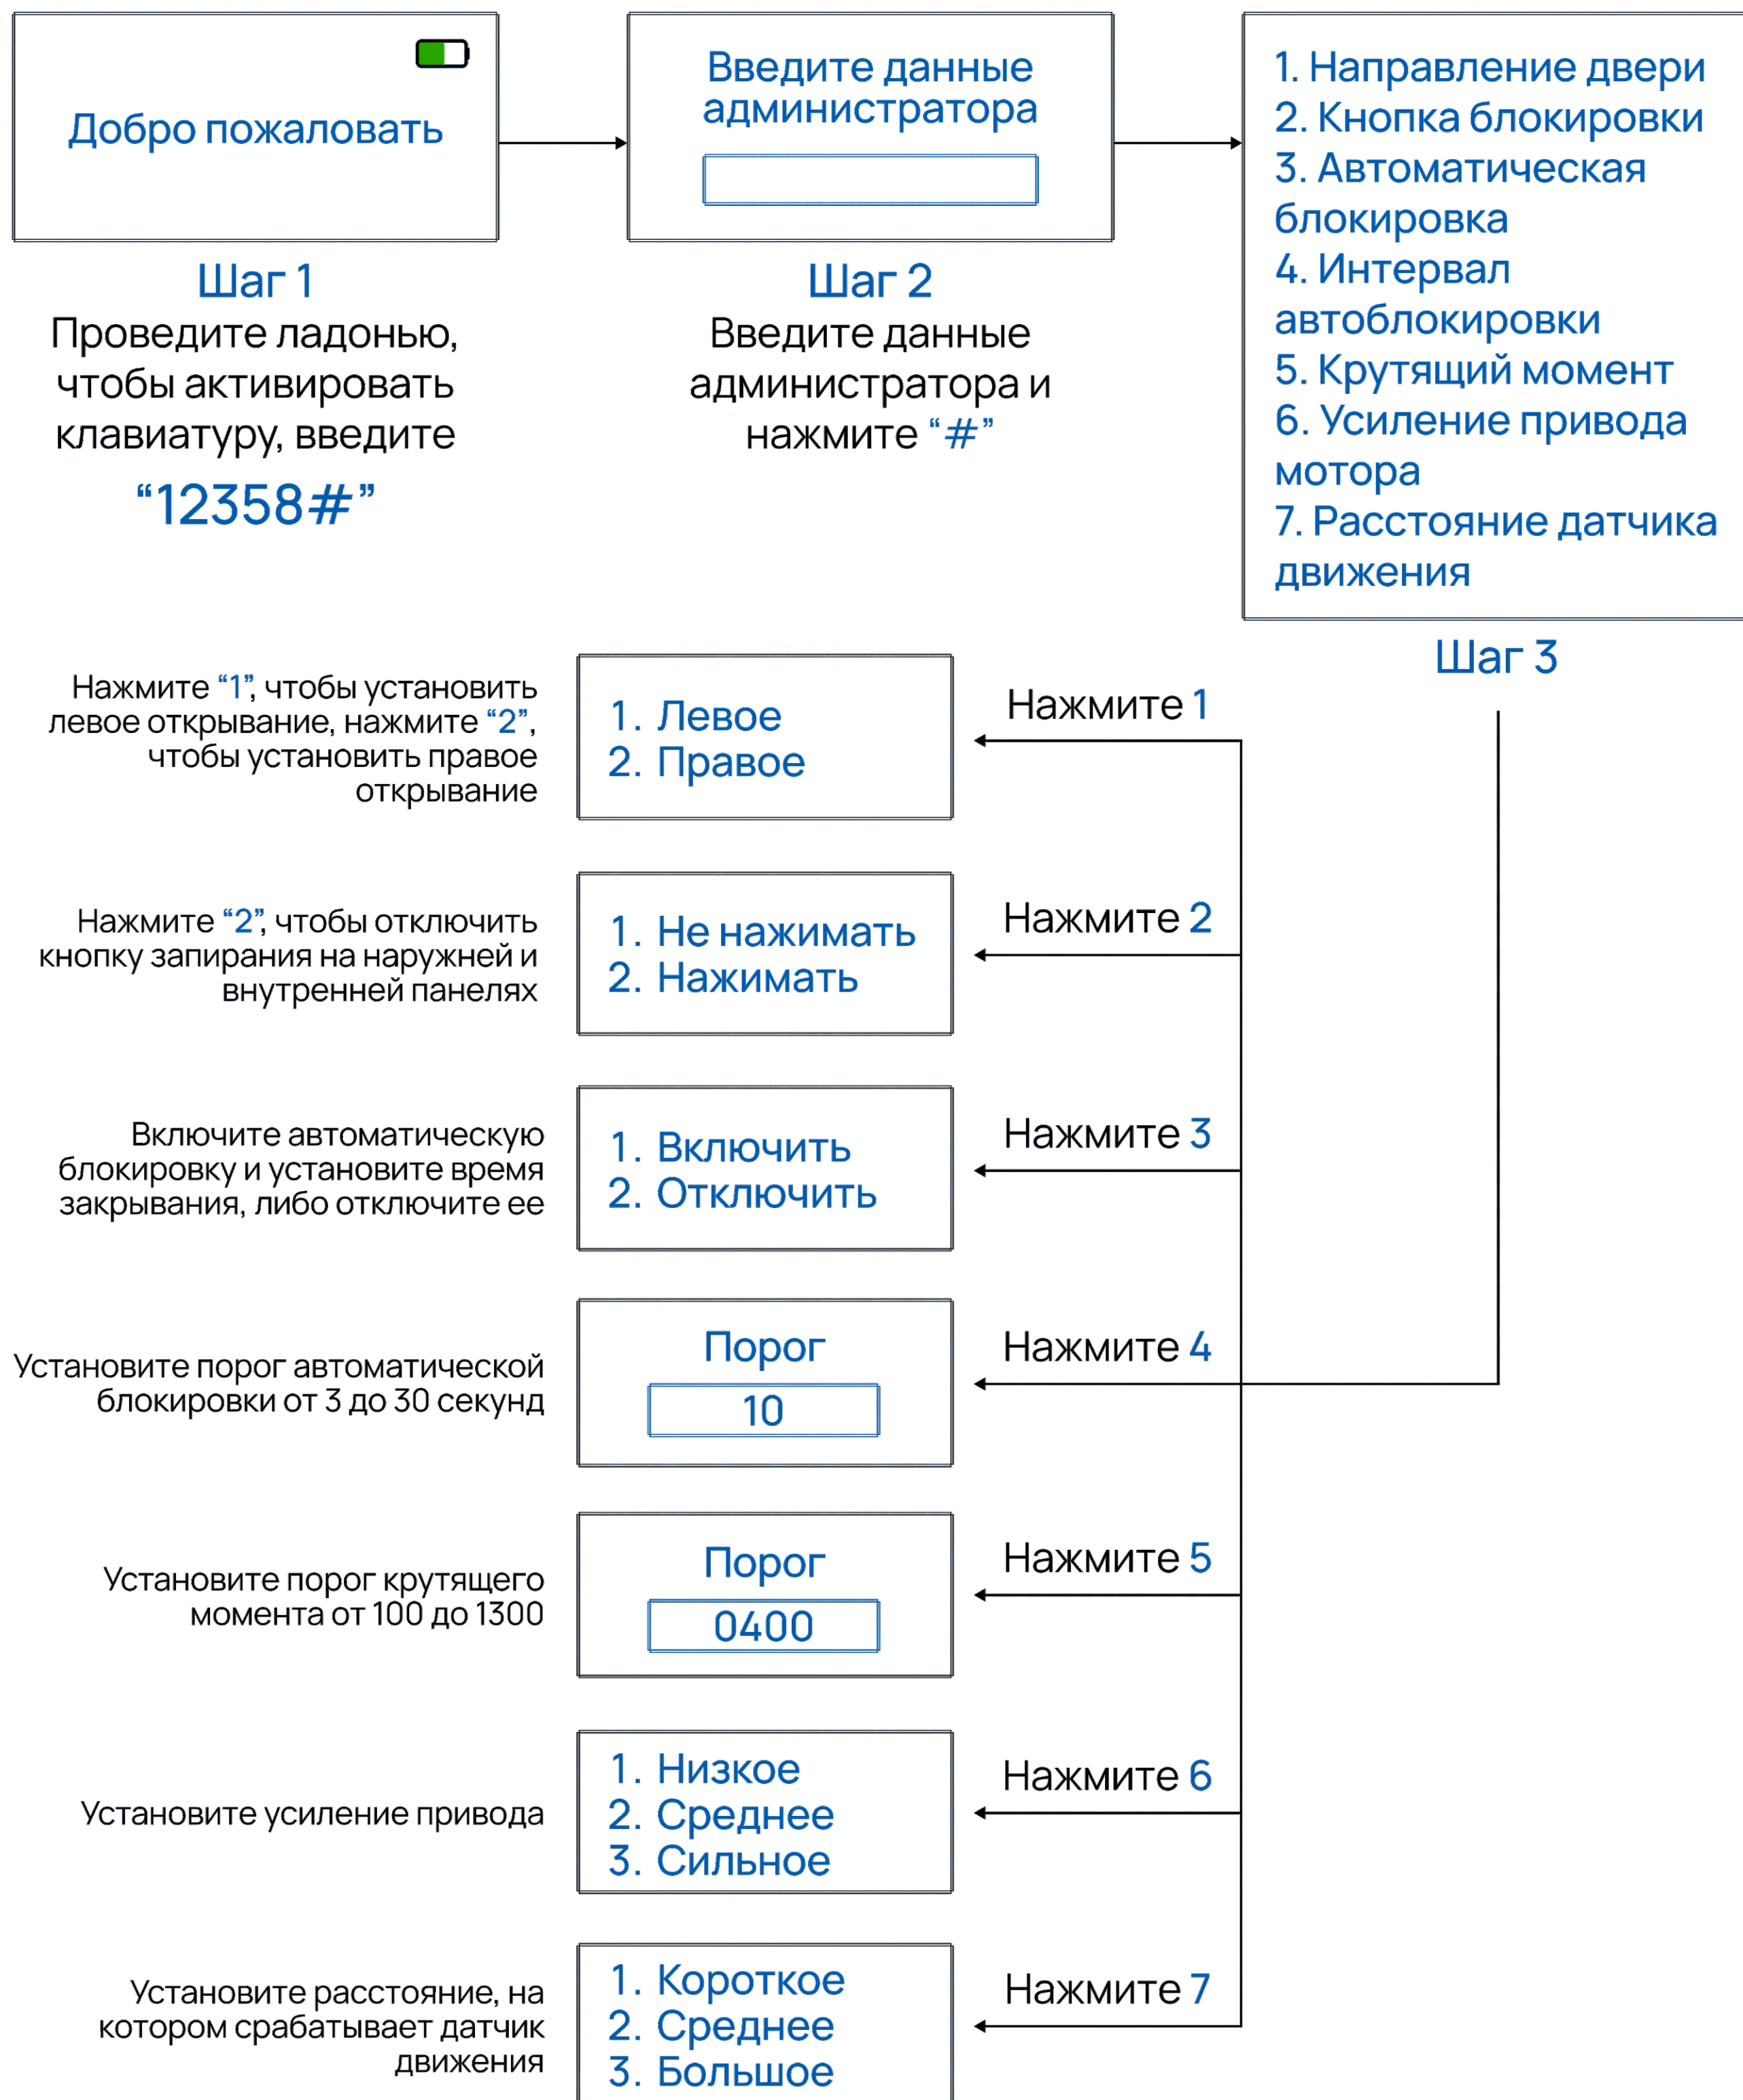 Добро пожаловать
Шаг 1
Проведите ладонью,
чтобы активировать
клавиатуру, введите
“12358#”
Введите данные
администратора
Шаг 2
Введите данные
администратора и
нажмите “#”
1. Направление двери
2. Кнопка блокировки
3. Автоматическая
блокировка
4. Интервал
автоблокировки
5. Крутящий момент
6. Усиление привода
мотора
7. Расстояние датчика
движения
Шаг 3
Нажмите “1”, чтобы установить
левое открывание, нажмите “2”,
чтобы установить правое
открывание
1. Левое
2. Правое
Нажмите 1
Нажмите “2”, чтобы отключить
кнопку запирания на наружней и
внутренней панелях
1. Не нажимать
2. Нажимать
Нажмите 2
Включите автоматическую
блокировку и установите время
закрывания, либо отключите ее
1. Включить
2. Отключить
Нажмите 3
Установите порог автоматической
блокировки от 3 до 30 секунд
Порог
10
Нажмите 4
Установите порог крутящего
момента от 100 до 1300
Порог
0400
Нажмите 5
Установите усиление привода
1. Низкое
2. Среднее
3. Сильное
Нажмите 6
Установите расстояние, на
котором срабатывает датчик
движения
1. Короткое
2. Среднее
3. Большое
Нажмите 7